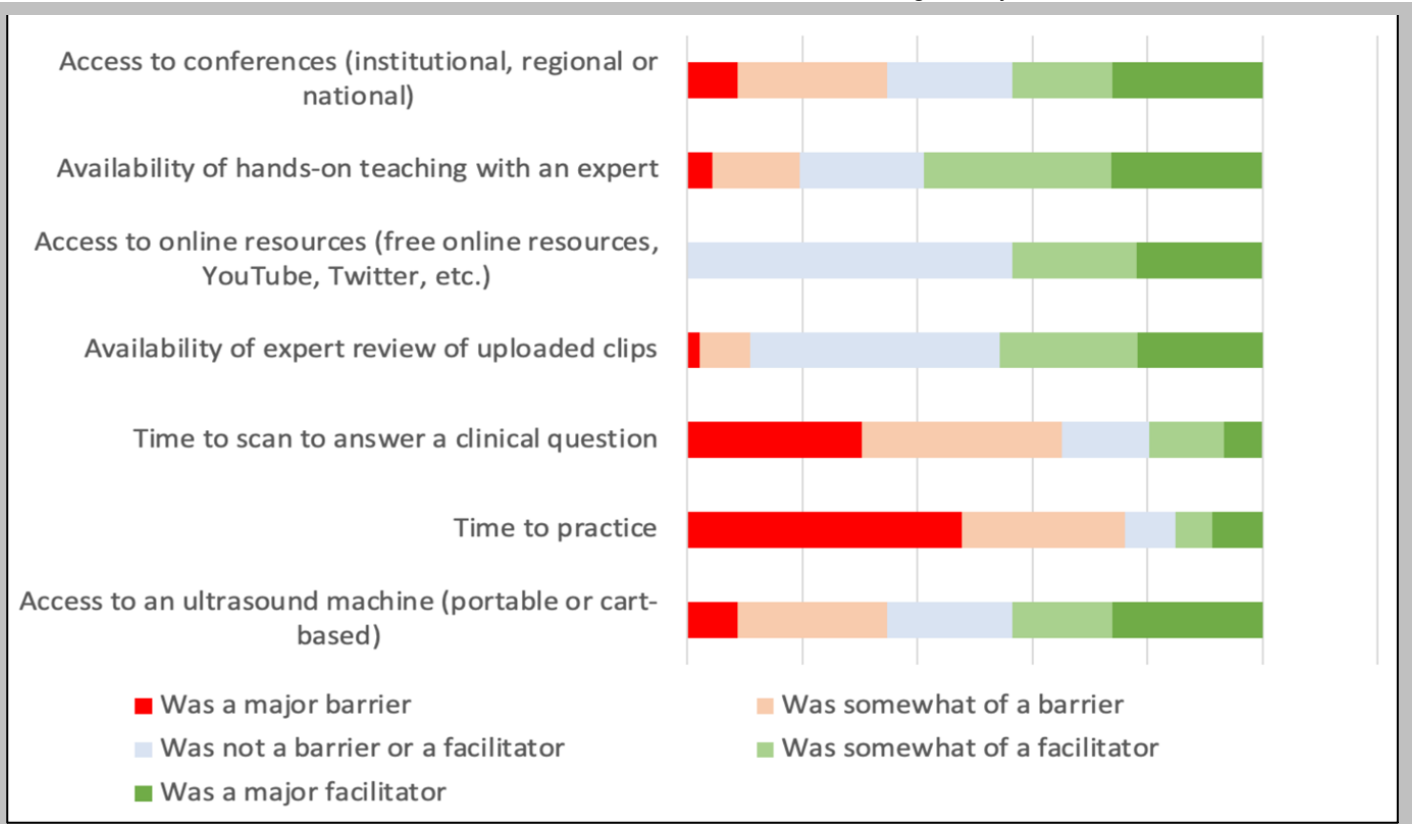 Access to conferences (institutional, regional or
national)
Availability of hands-on teaching with an expert
Access to online resources (free online resources,
YouTube, Twitter, etc.)
Availability of expert review of uploaded clips
Time to scan to answer a clinical question
Time to practice
Access to an ultrasound machine (portable or cart-
based)
Was a major barrier
Was somewhat of a barrier
Was not a barrier or a facilitator
Was somewhat of a facilitator
Was a major facilitator